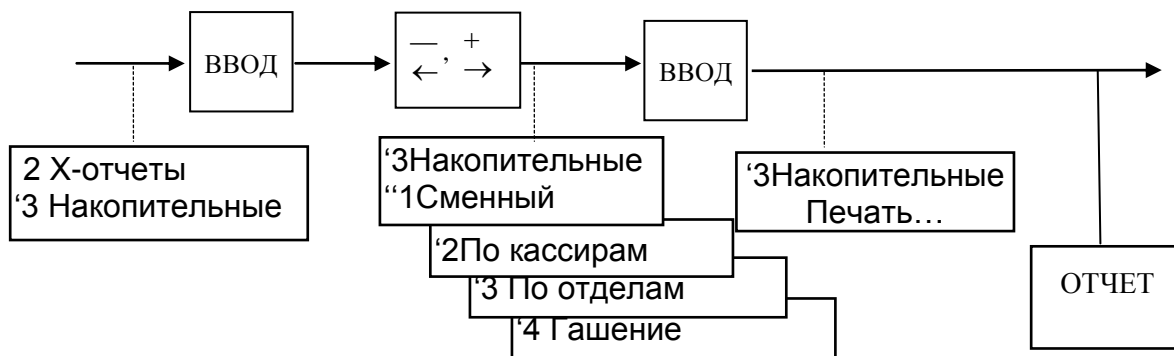 ВВОД
—, +
← →
ВВОД
2 Х-отчеты
‘3 Накопительные
‘3Накопительные
‘‘1Сменный
‘2По кассирам
‘3 По отделам
‘4 Гашение
‘3Накопительные
Печать…
ОТЧЕТ